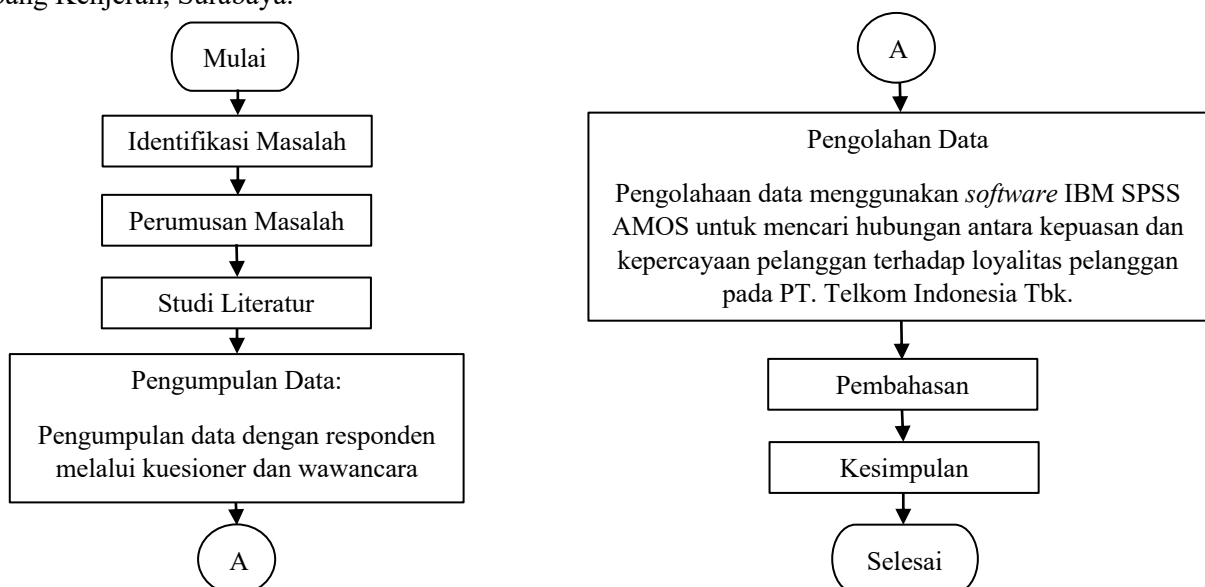 Kenjeran, Surabaya.
Mulai
Identifikasi Masalah
Perumusan Masalah
Studi Literatur
Pengumpulan Data:
Pengumpulan data dengan responden
melalui kuesioner dan wawancara
A
A
Pengolahan Data
Pengolahaan data menggunakan software IBM SPSS
AMOS untuk mencari hubungan antara kepuasan dan
kepercayaan pelanggan terhadap loyalitas pelanggan
pada PT. Telkom Indonesia Tbk.
Pembahasan
Kesimpulan
Selesai